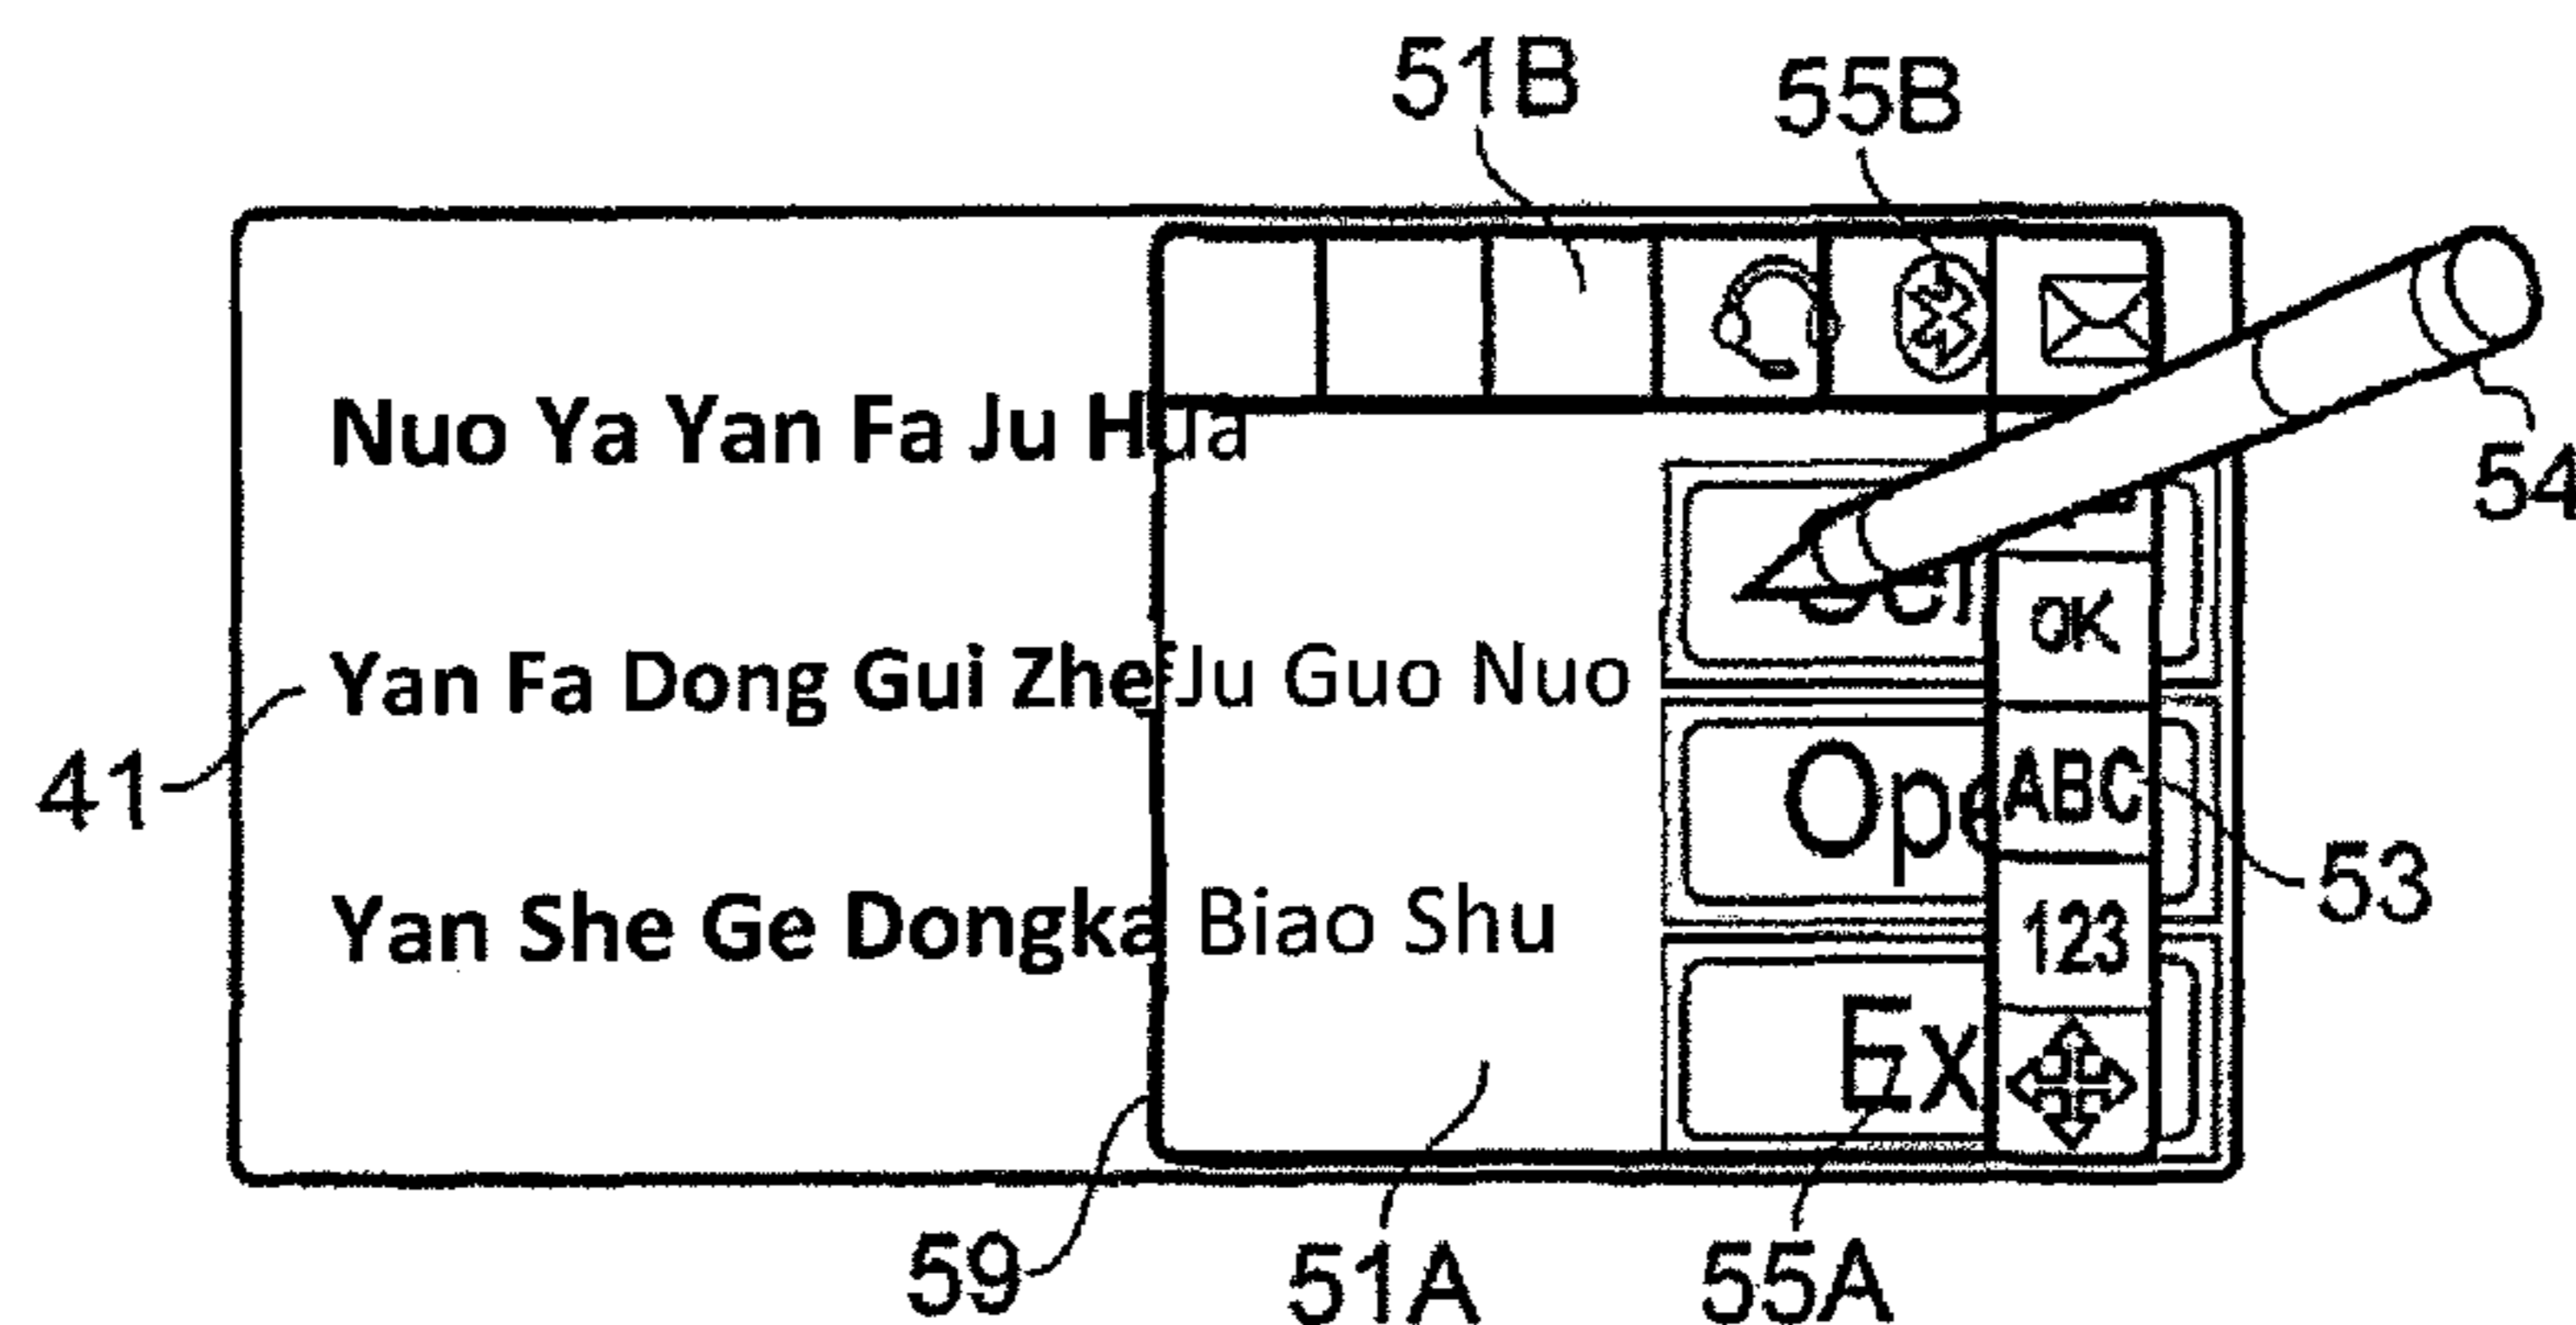 51B
55B
54
Nuo Ya Yan Fa Ju Hua
OK
Yan Fa Dong Gui Zhe Ju Guo Nuo
41
Ope
ABC
53
Yan She Ge Dongka Biao Shu
123
Ex
59
51A
55A